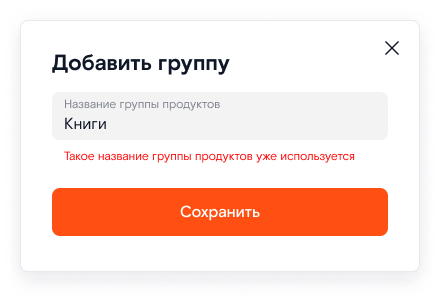 Добавить группу
Название группы продуктов
Книги
Такое название группы продуктов уже используется
Сохранить